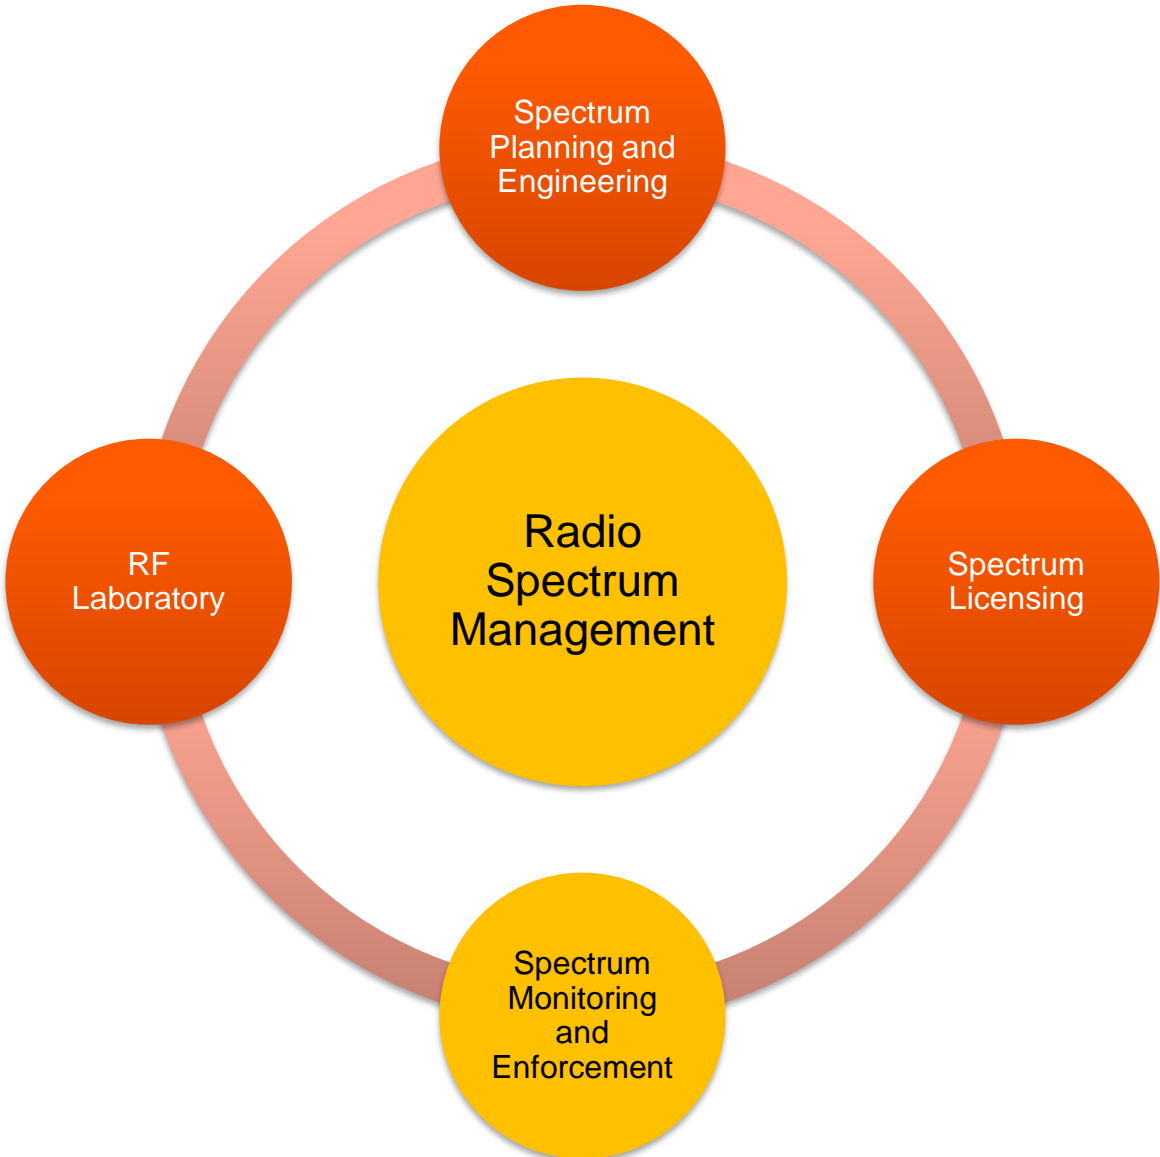 Spectrum
Planning and
Engineering
RF
Laboratory
Radio
Spectrum
Management
Spectrum
Licensing
Spectrum
Monitoring
and
Enforcement